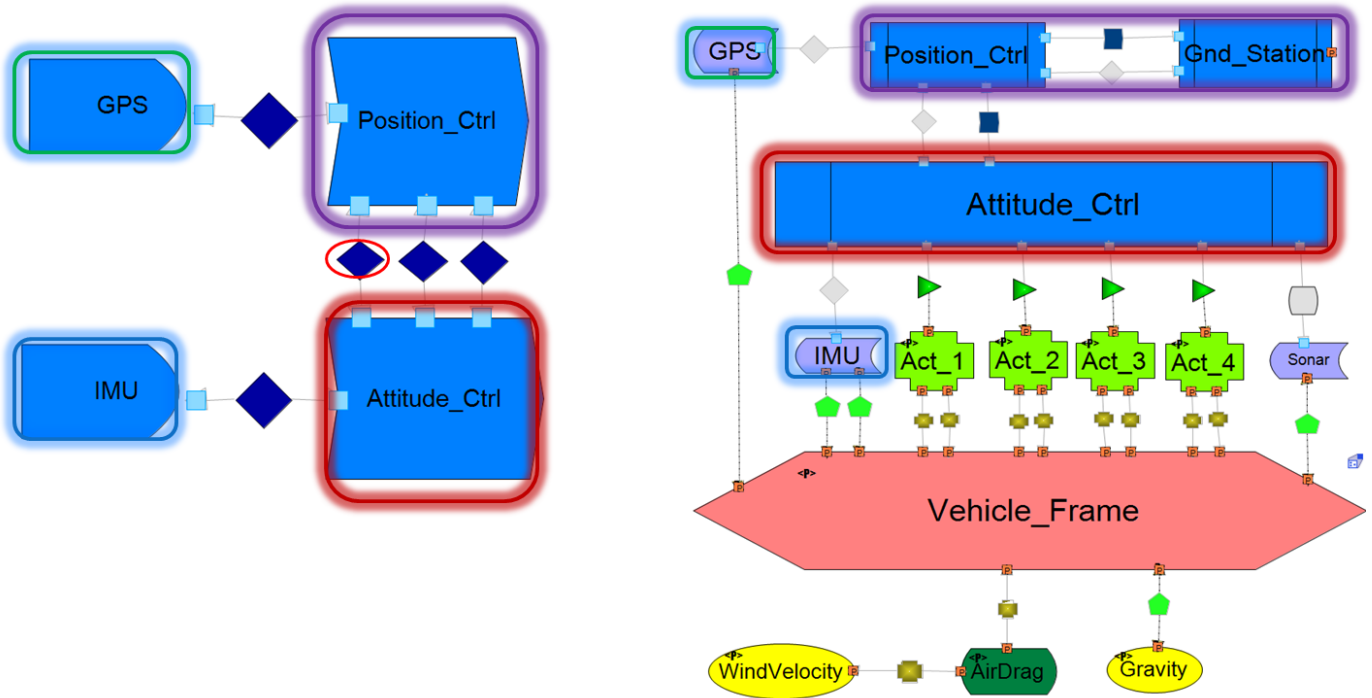 GPS
Position_Ctrl
IMU
Attitude_Ctrl
GPS
Position_Ctrl
Gnd_Station
P
P
Attitude_Ctrl
IMU
<P>
Act_1
<P>
Act_2
<P>
Act_3
<P>
Act_4
Sonar
P P P P P P P P P P P P
P P P P P P P P P P P P
<P>
Vehicle_Frame
P P
<P>
WindVelocity
P P
<P>
AirDrag
P
<P>
Gravity
P